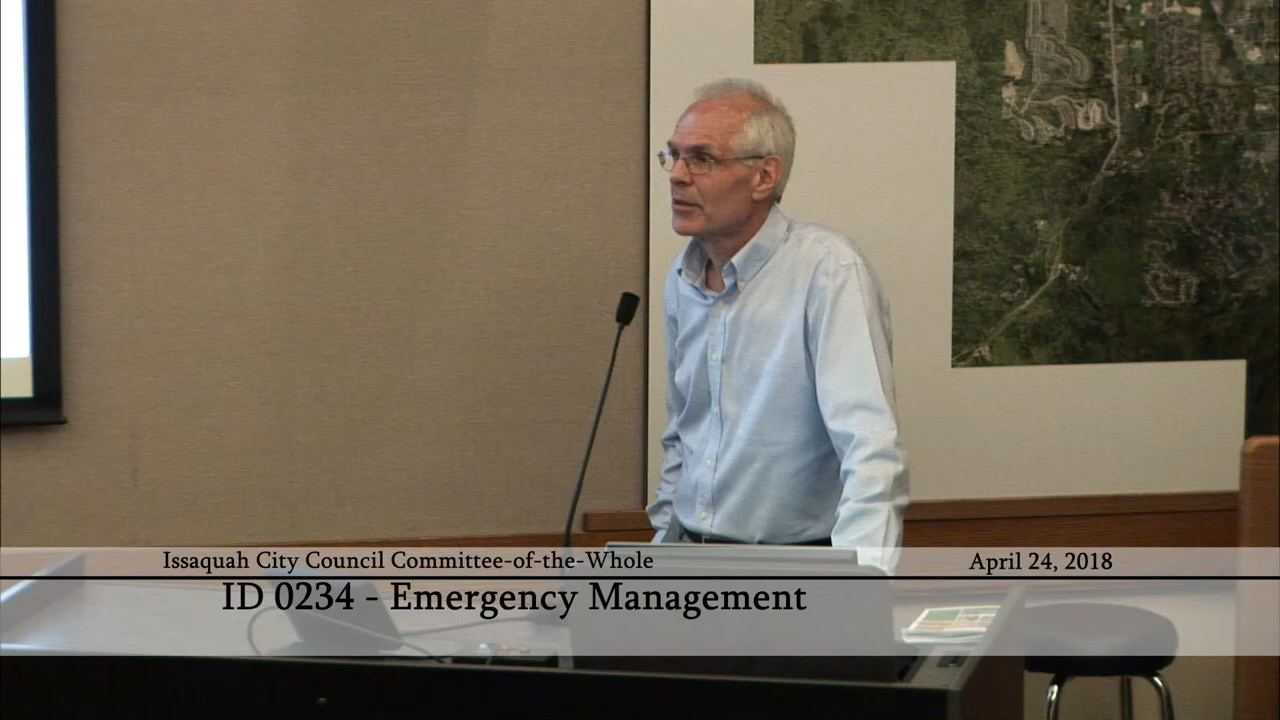 Issaquah City Council Committee-of-the-Whole
April 24, 2018
ID 0234 - Emergency Management